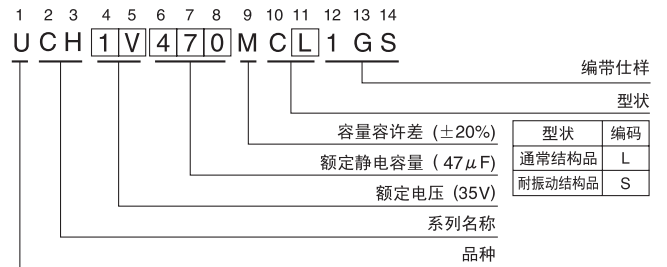 1 2 3 4 5 6 7 8 9 10 11 12 13 14
U C H 1 V 4 7 0 M C L 1 G S
编带仕样
型状
容量容许差 (±20%)
额定静电容量 ( 47μF)
额定电压 (35V)
系列名称
品种
型状 编码
通常结构品 L
耐振动结构品 S